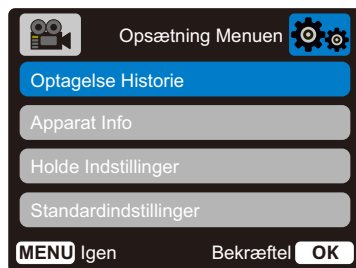 Opsætning Menuen
Optagelse Historie
Apparat Info
Holde Indstillinger
Standardindstillinger
MENU Igen Bekræftel OK